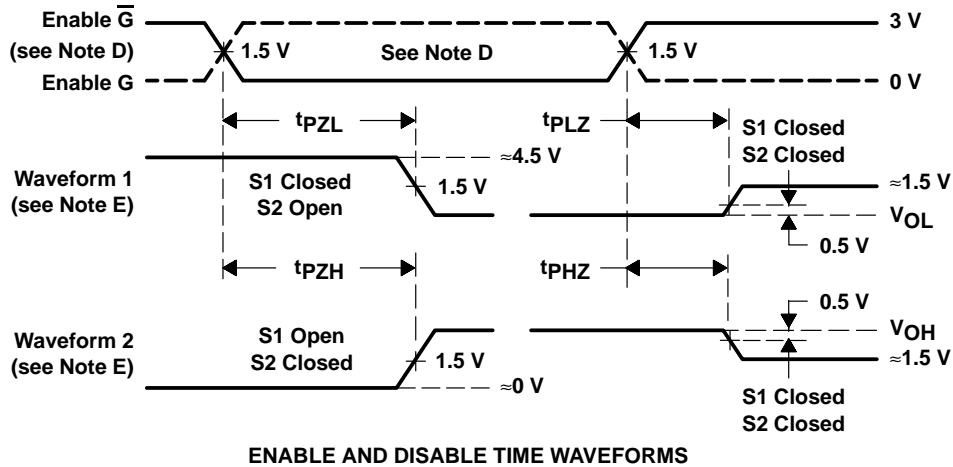 Enable G̅
(see Note D)
Enable G
1.5 V
See Note D
1.5 V
3 V
0 V
tPZL
tPLZ
S1 Closed
S2 Closed
Waveform 1
(see Note E)
S1 Closed
S2 Open
≈4.5 V
1.5 V
≈1.5 V
VOL
0.5 V
tPZH
tPHZ
0.5 V
Waveform 2
(see Note E)
S1 Open
S2 Closed
1.5 V
≈0 V
VOH
≈1.5 V
S1 Closed
S2 Closed
ENABLE AND DISABLE TIME WAVEFORMS